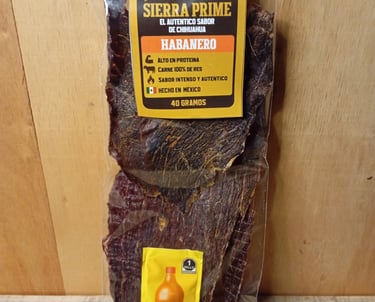 SIERRA PRIME
EL AUTENTICO SABOR
DE CHIHUAHUA
HABANERO
ALTO EN PROTEINA
CARNE 100% DE RES
SABOR INTENSO Y AUTENTICO
HECHO EN MÉXICO
40 GRAMOS
1